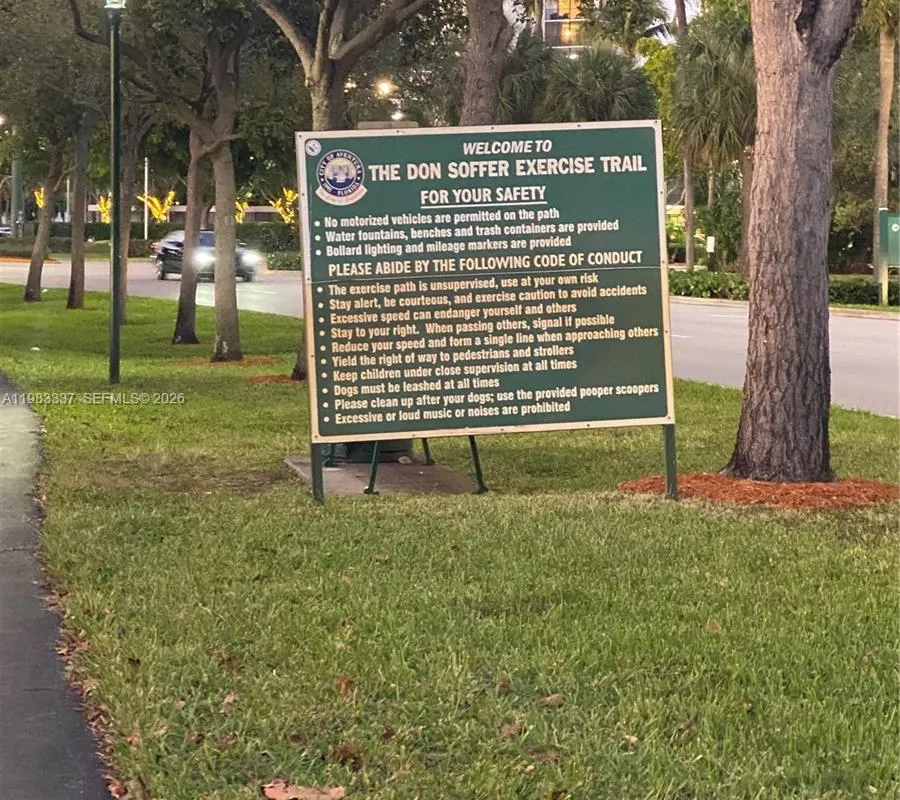 WELCOME TO
THE DON SOFFER EXERCISE TRAIL
CITY OF AVENTURA
1995
FLORIDA
FOR YOUR SAFETY
• No motorized vehicles are permitted on the path
• Water fountains, benches and trash containers are provided
• Bollard lighting and mileage markers are provided
PLEASE ABIDE BY THE FOLLOWING CODE OF CONDUCT
• The exercise path is unsupervised, use at your own risk
• Stay alert, be courteous, and exercise caution to avoid accidents
• Excessive speed can endanger yourself and others
• Stay to your right. When passing others, signal if possible
• Reduce your speed and form a single line when approaching others
• Yield the right of way to pedestrians and strollers
• Keep children under close supervision at all times
• Dogs must be leashed at all times
• Please clean up after your dogs; use the provided pooper scoopers
• Excessive or loud music or noises are prohibited
A11983337 SEFMLS© 2026